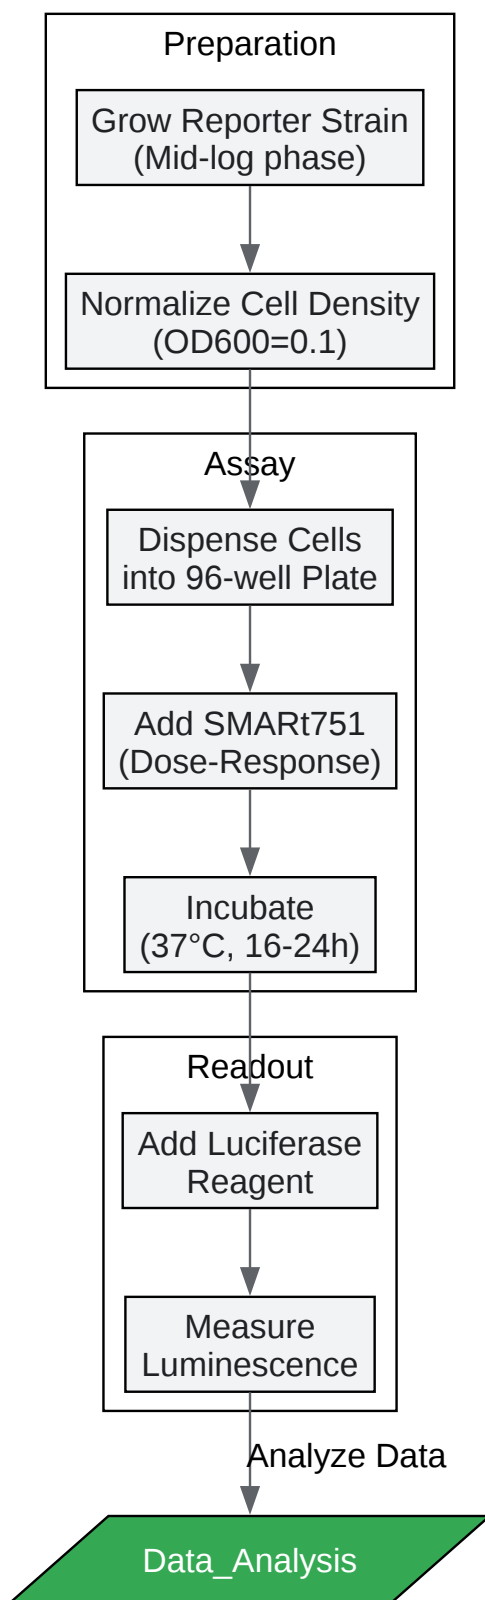 Preparation
Grow Reporter Strain
(Mid-log phase)
Normalize Cell Density
(OD600=0.1)
Assay
Dispense Cells
into 96-well Plate
Add SMARt751
(Dose-Response)
Incubate
(37°C, 16-24h)
Readout
Add Luciferase
Reagent
Measure
Luminescence
Analyze Data
Data_Analysis